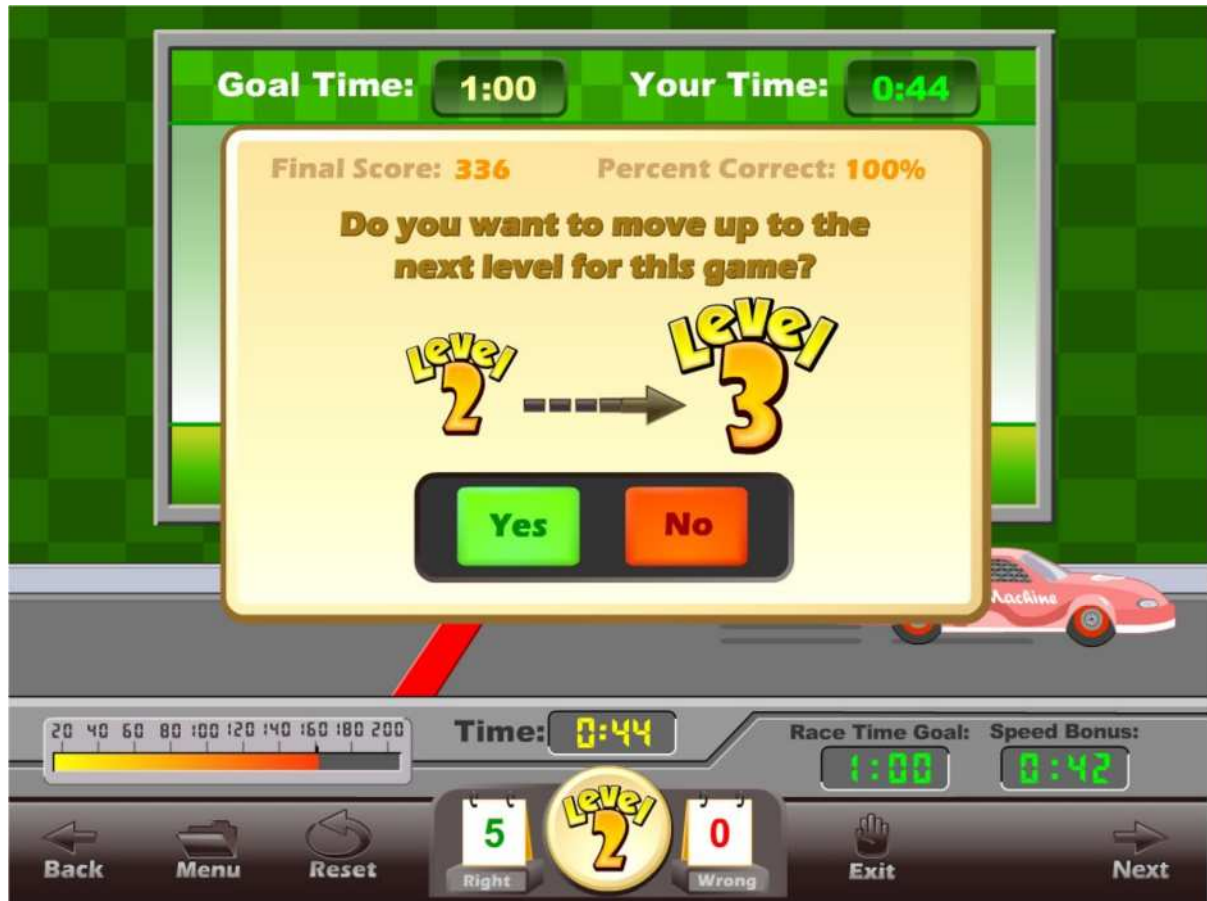 Goal Time: 1:00 Your Time: 0:44
Final Score: 336 Percent Correct: 100%
Do you want to move up to the
next level for this game?
Level 2
Level 3
Yes No
Machine
20 40 60 80 100 120 140 160 180 200
Time: 0:44
Race Time Goal: Speed Bonus:
1:00 0:42
5 Level 2 0
Right Wrong
Back Menu Reset Exit Next